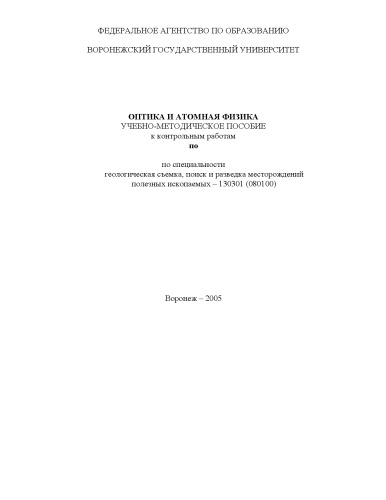 ФЕДЕРАЛЬНОЕ АГЕНТСТВО ПО ОБРАЗОВАНИЮ
ВОРОНЕЖСКИЙ ГОСУДАРСТВЕННЫЙ УНИВЕРСИТЕТ
ОПТИКА И АТОМНАЯ ФИЗИКА
УЧЕБНО-МЕТОДИЧЕСКОЕ ПОСОБИЕ
к контрольным работам
по
по специальности
геологическая съемка, поиск и разведка месторождений
полезных ископаемых – 130301 (080100)
Воронеж – 2005